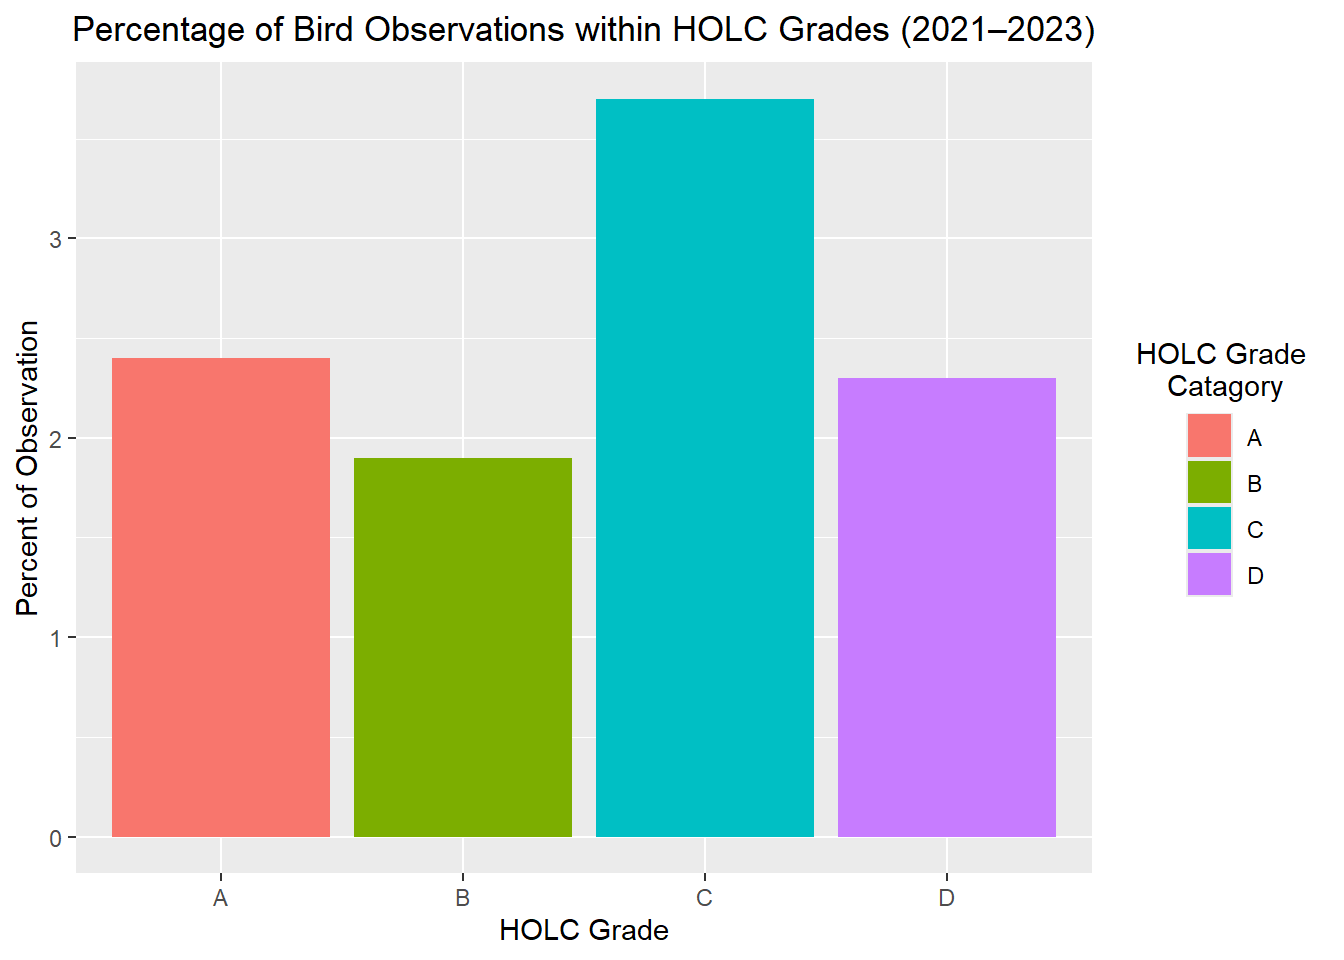 Percentage of Bird Observations within HOLC Grades (2021–2023)
Percent of Observation
3
2
1
0
A
B
C
D
HOLC Grade
HOLC Grade
Catagory
A
B
C
D